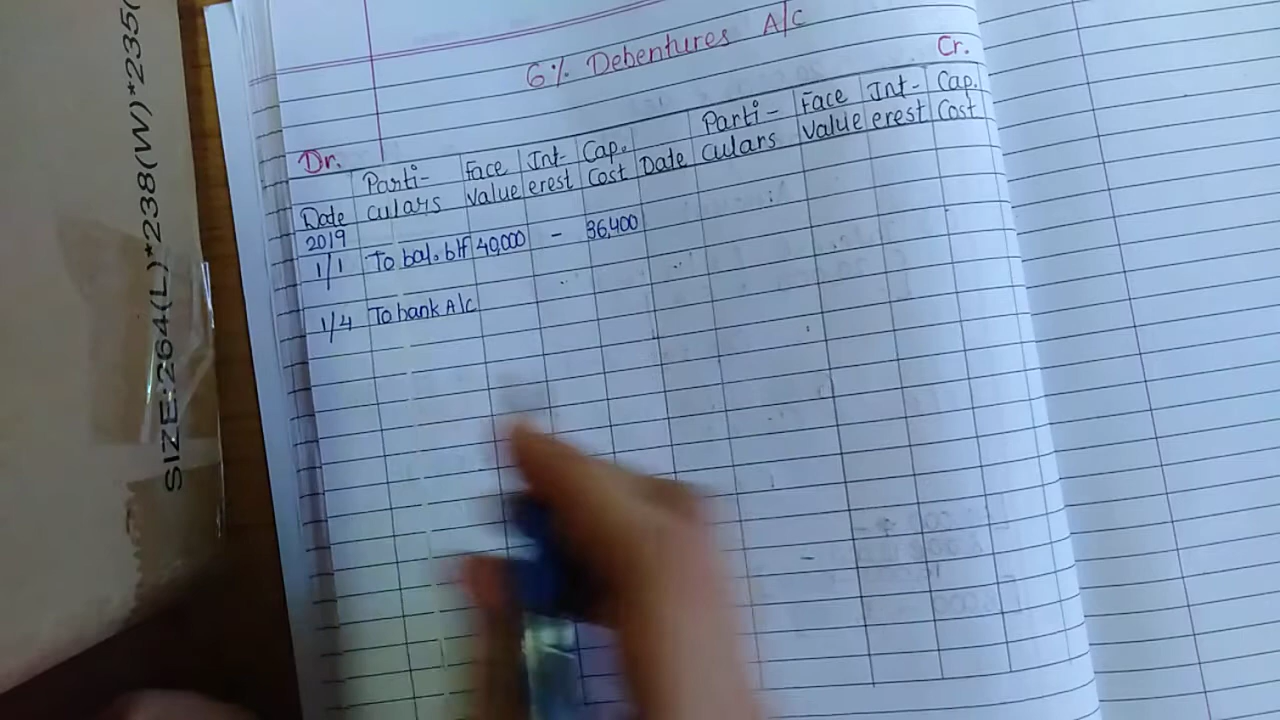 SIZE:264(L)*238(W)*235(
6% Debentures A/c
Dr.
Cr.
Date Parti- culars Face value Int- erest Cap. Cost Date Parti- culars Face value Int- erest Cap. Cost
2019
1/1 To bal. b/f 40,000 - 36,400
1/4 To bank A/c